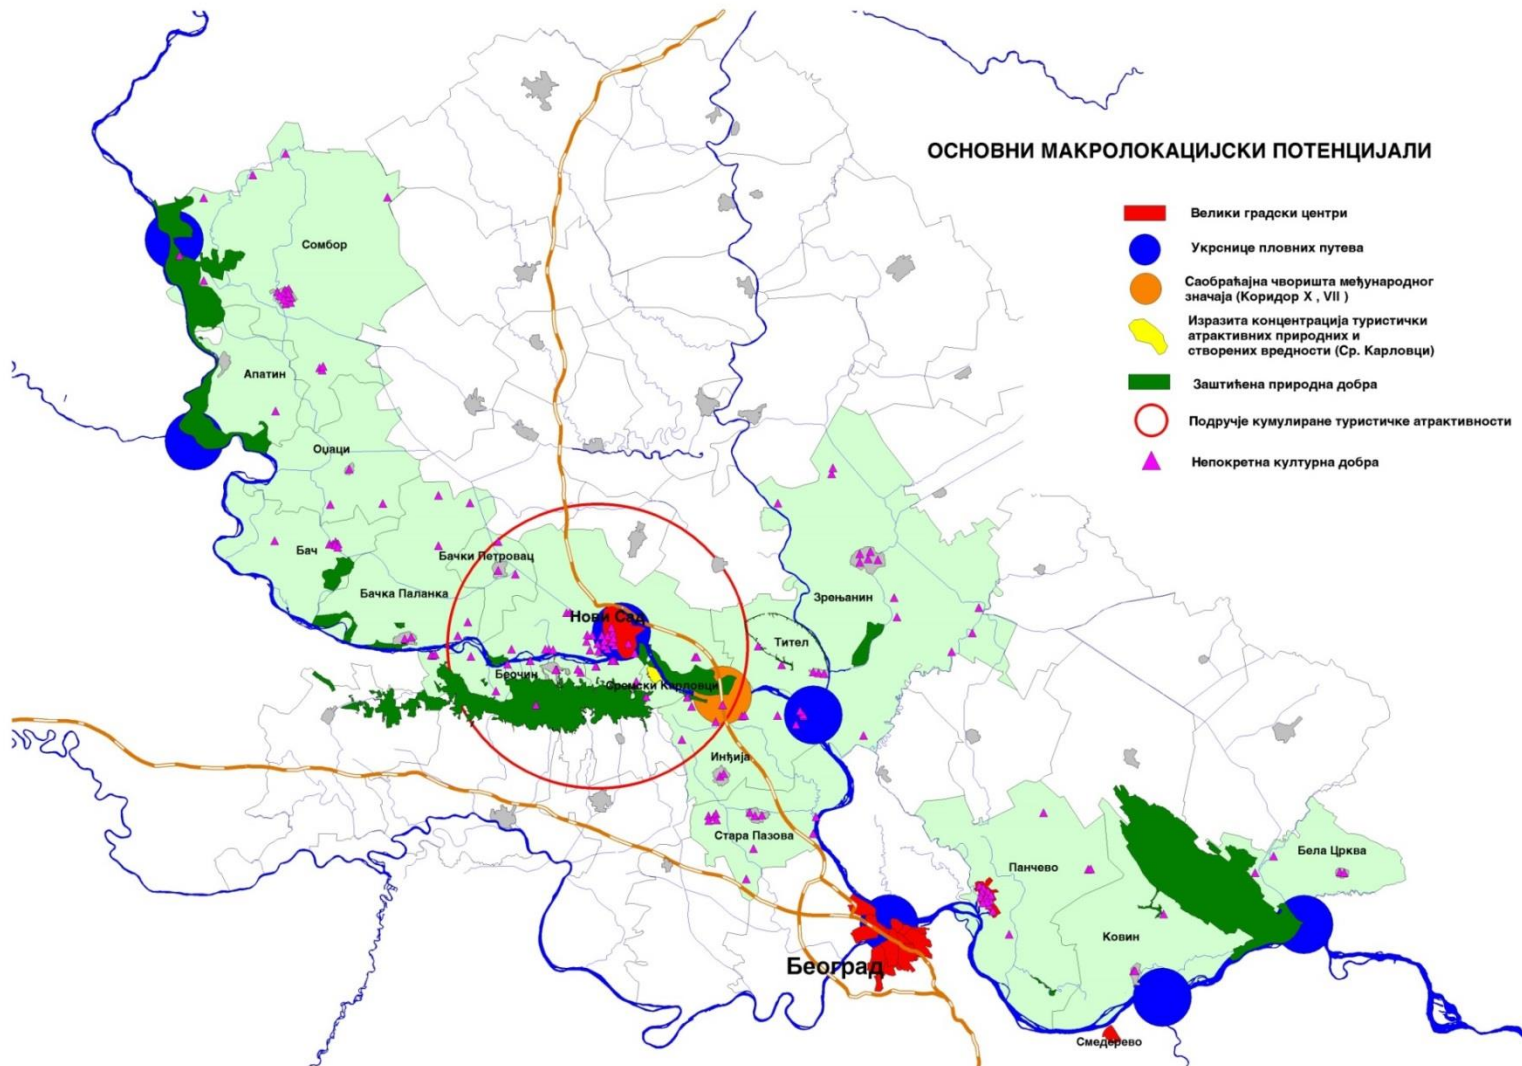 ОСНОВНИ МАКРОЛОКАЦИЈСКИ ПОТЕНЦИЈАЛИ
Велики градски центри
Укрснице пловних путева
Саобраћајна чворишта међународног
значаја (Коридор X , VII )
Изразита концентрација туристички
атрактивних природних и
створених вредности (Ср. Карловци)
Заштићена природна добра
Подручје кумулиране туристичке атрактивности
Непокретна културна добра
Сомбор
Апатин
Оџаци
Бач
Бачки Петровац
Бачка Паланка
Нови Сад
Зрењанин
Тител
Беочин
Сремски Карловци
Инђија
Стара Пазова
Панчево
Бела Црква
Ковин
Београд
Смедерево